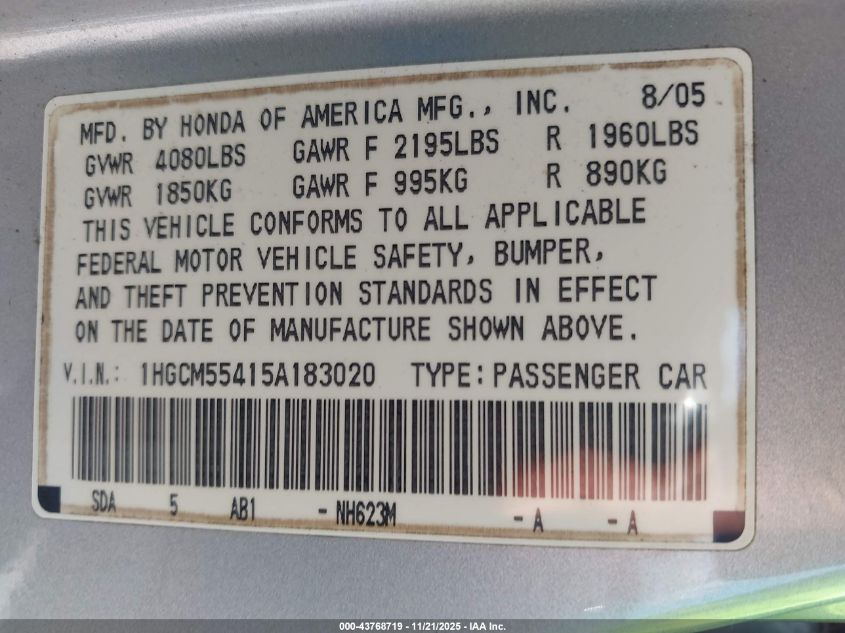 MFD. BY HONDA OF AMERICA MFG., INC. 8/05
GVWR 4080LBS GAWR F 2195LBS R 1960LBS
GVWR 1850KG GAWR F 995KG R 890KG
THIS VEHICLE CONFORMS TO ALL APPLICABLE
FEDERAL MOTOR VEHICLE SAFETY, BUMPER,
AND THEFT PREVENTION STANDARDS IN EFFECT
ON THE DATE OF MANUFACTURE SHOWN ABOVE.
V.I.N.: 1HGCM55415A183020 TYPE: PASSENGER CAR
SDA 5 AB1 - NH623M - A - A
000-43768719 - 11/21/2025 - IAA Inc.